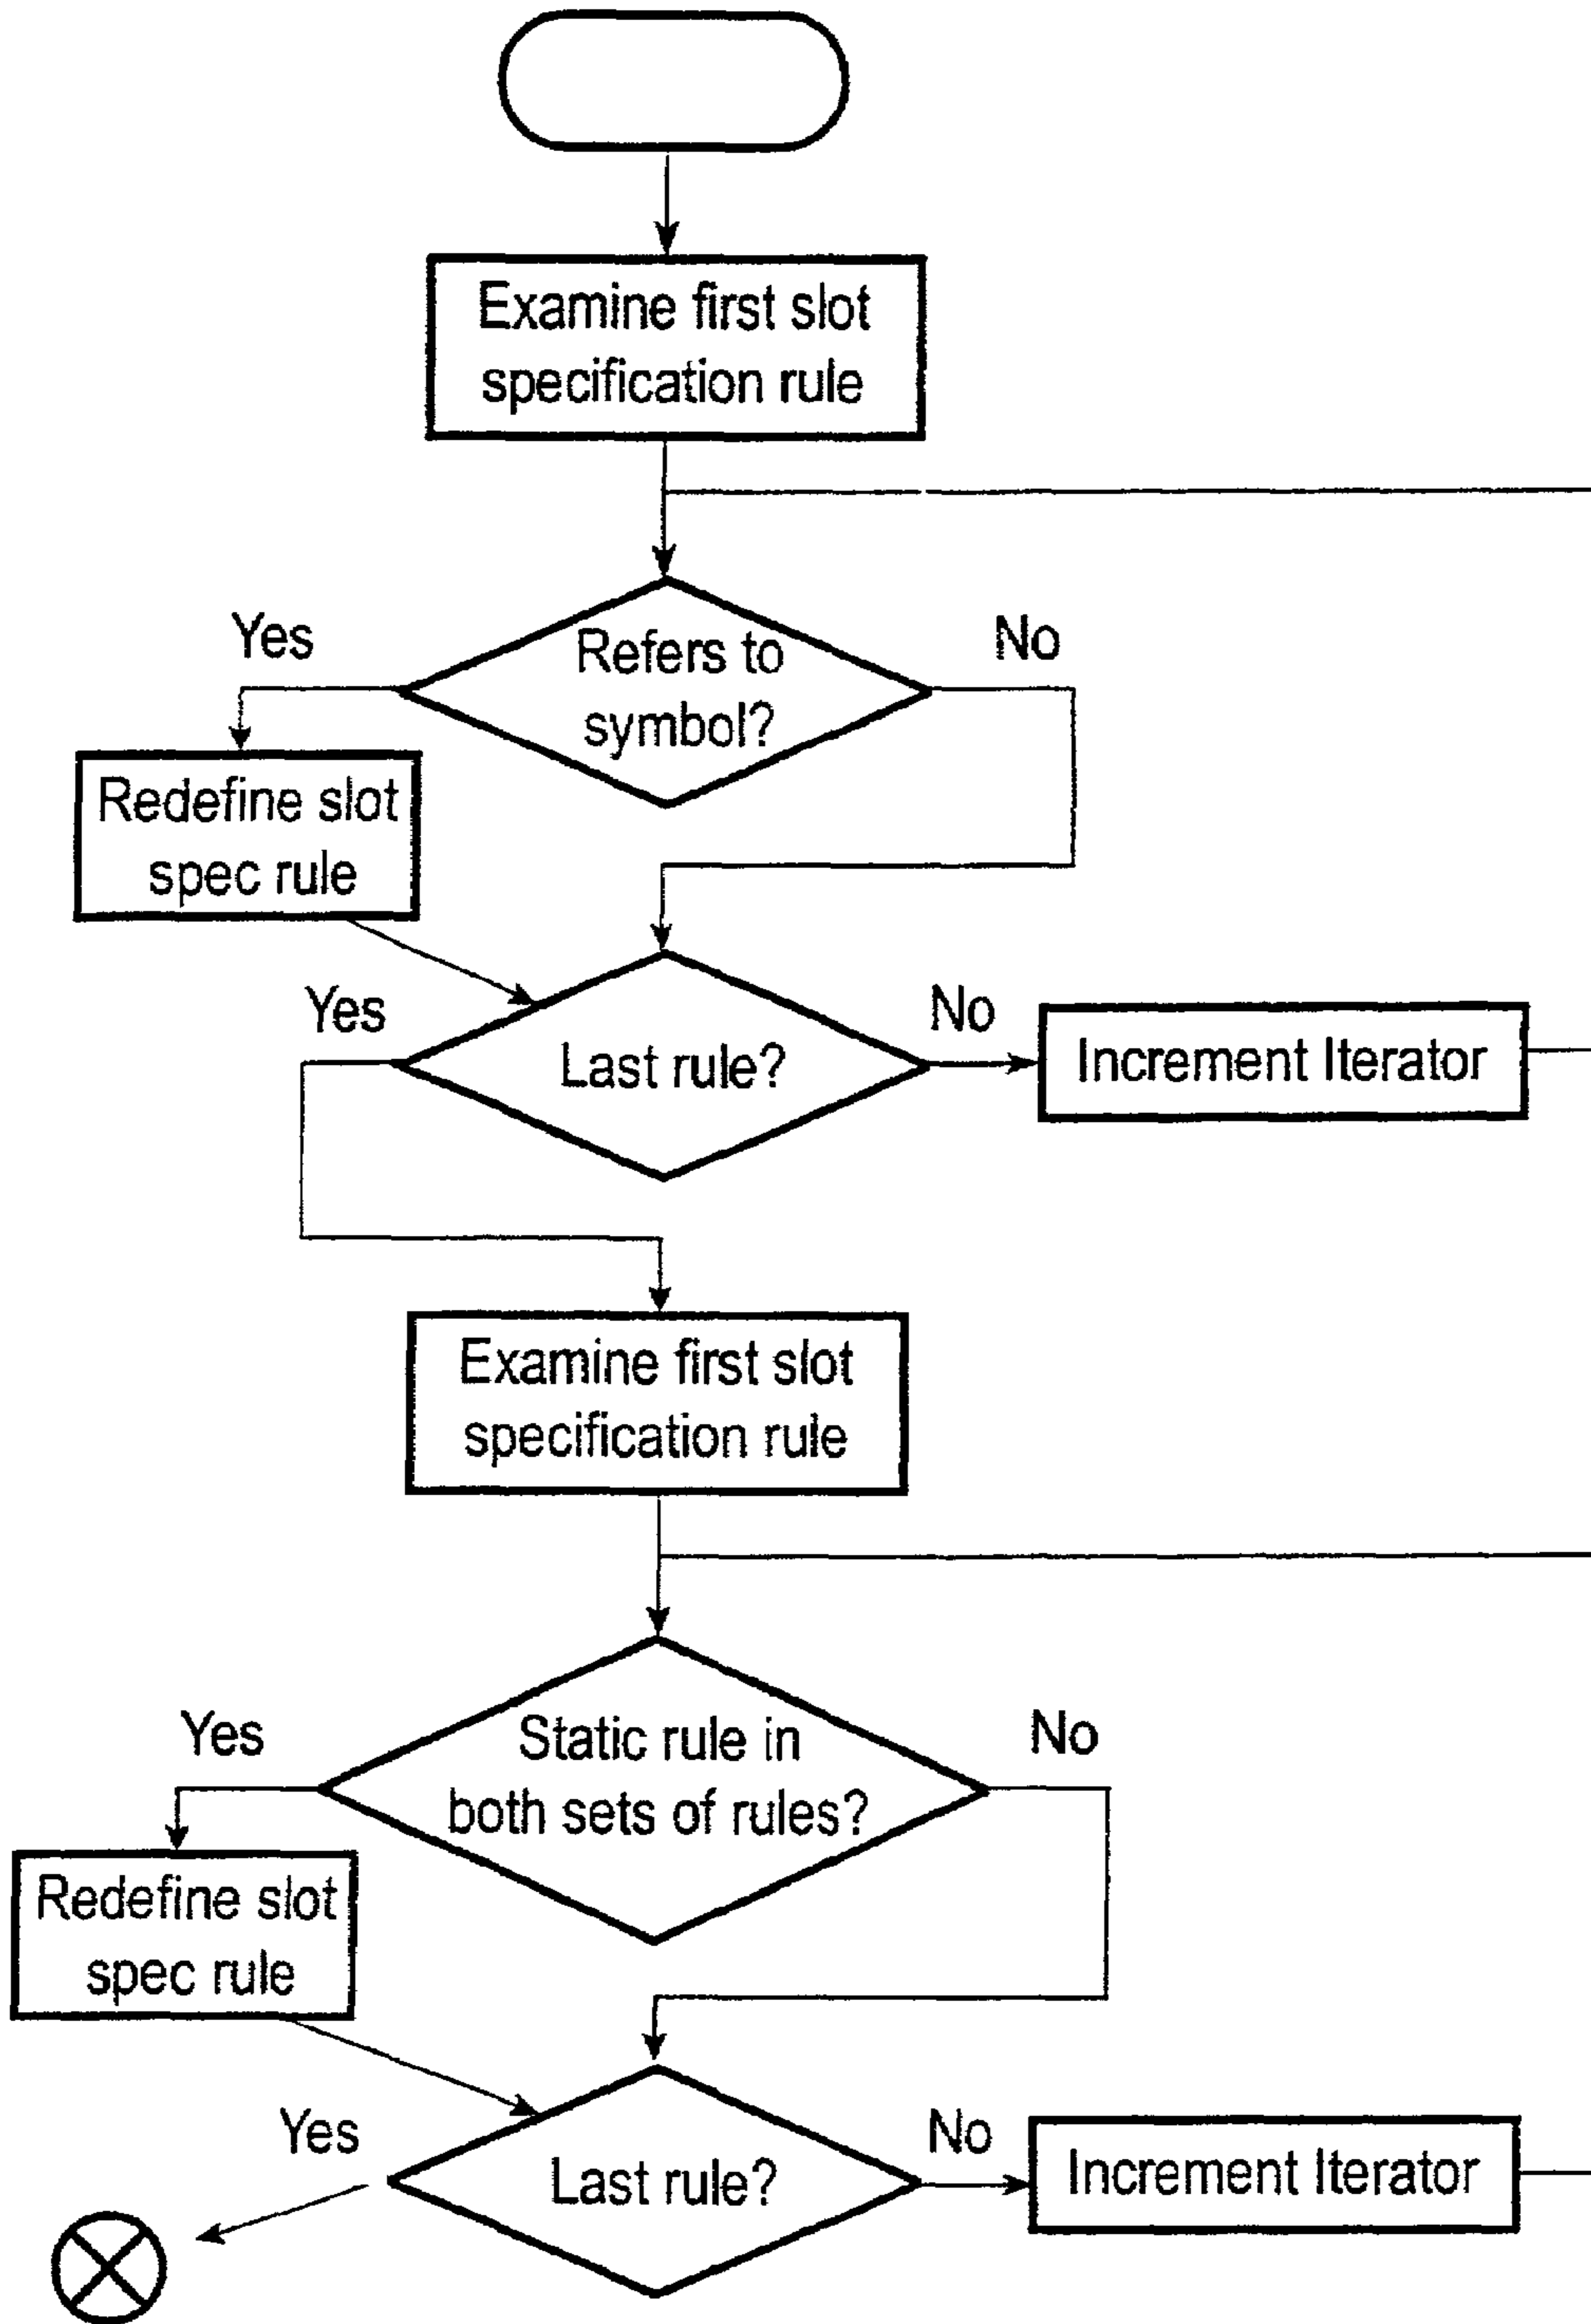 Examine first slot
specification rule
Yes
No
Refers to
symbol?
Redefine slot
spec rule
Yes
No
Last rule?
Increment Iterator
Examine first slot
specification rule
Yes
No
Static rule in
both sets of rules?
Redefine slot
spec rule
Yes
No
Last rule?
Increment Iterator